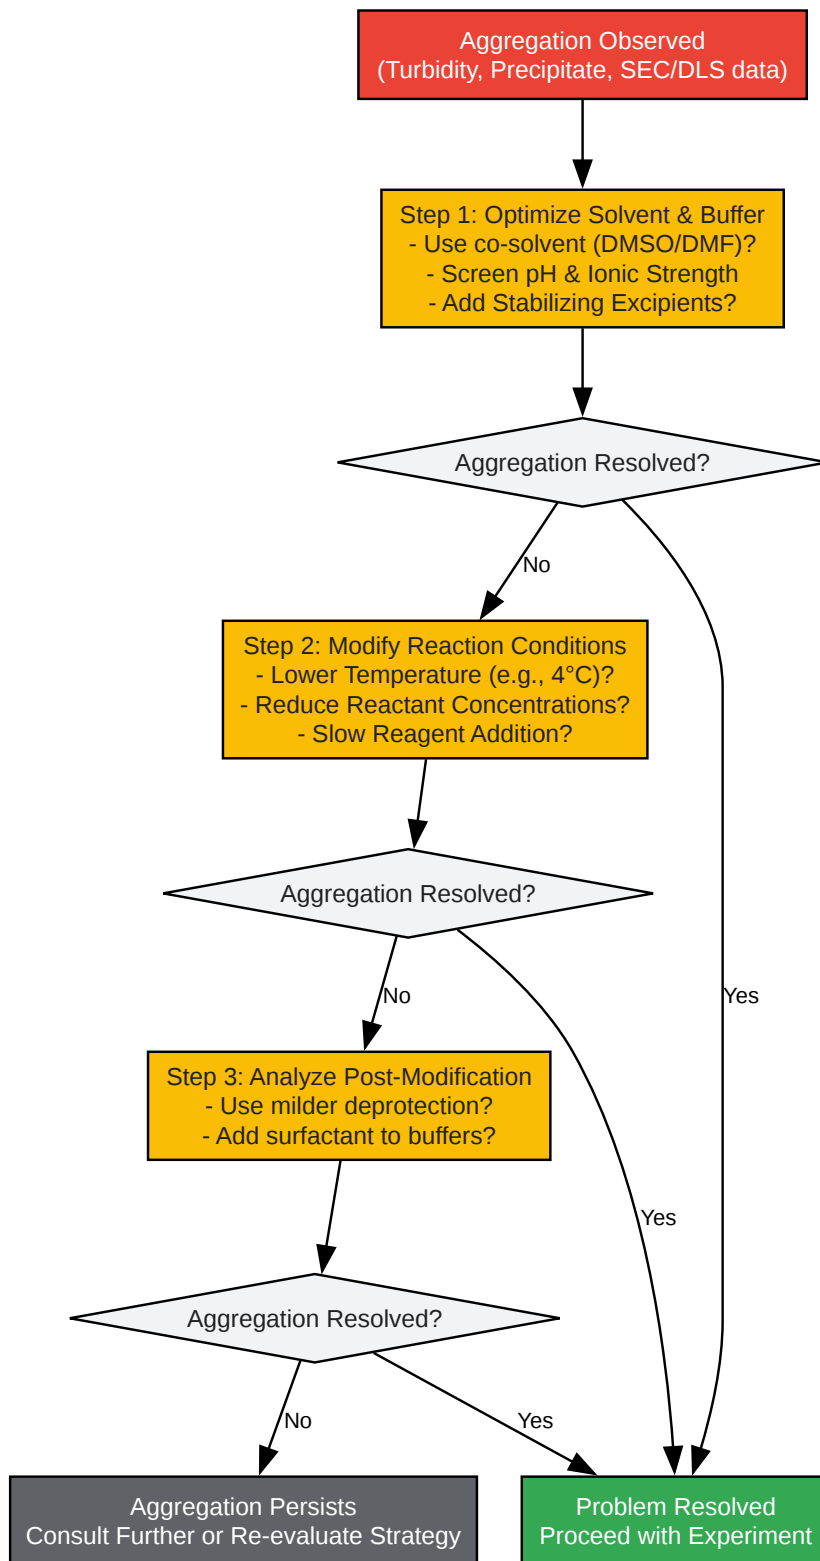 Aggregation Observed
(Turbidity, Precipitate, SEC/DLS data)
Step 1: Optimize Solvent & Buffer
- Use co-solvent (DMSO/DMF)?
- Screen pH & Ionic Strength
- Add Stabilizing Excipients?
Aggregation Resolved?
No
Step 2: Modify Reaction Conditions
- Lower Temperature (e.g., 4°C)?
- Reduce Reactant Concentrations?
- Slow Reagent Addition?
Aggregation Resolved?
No
Yes
Step 3: Analyze Post-Modification
- Use milder deprotection?
- Add surfactant to buffers?
Yes
Aggregation Resolved?
No
Yes
Aggregation Persists
Consult Further or Re-evaluate Strategy
Problem Resolved
Proceed with Experiment